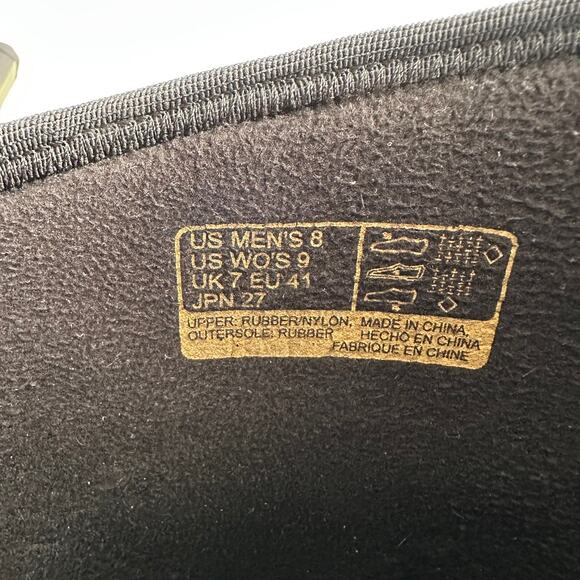 US MEN'S 8
US WO'S 9
UK 7 EU 41
JPN 27
UPPER: RUBBER/NYLON,
OUTERSOLE: RUBBER
MADE IN CHINA,
HECHO EN CHINA
FABRIQUE EN CHINE